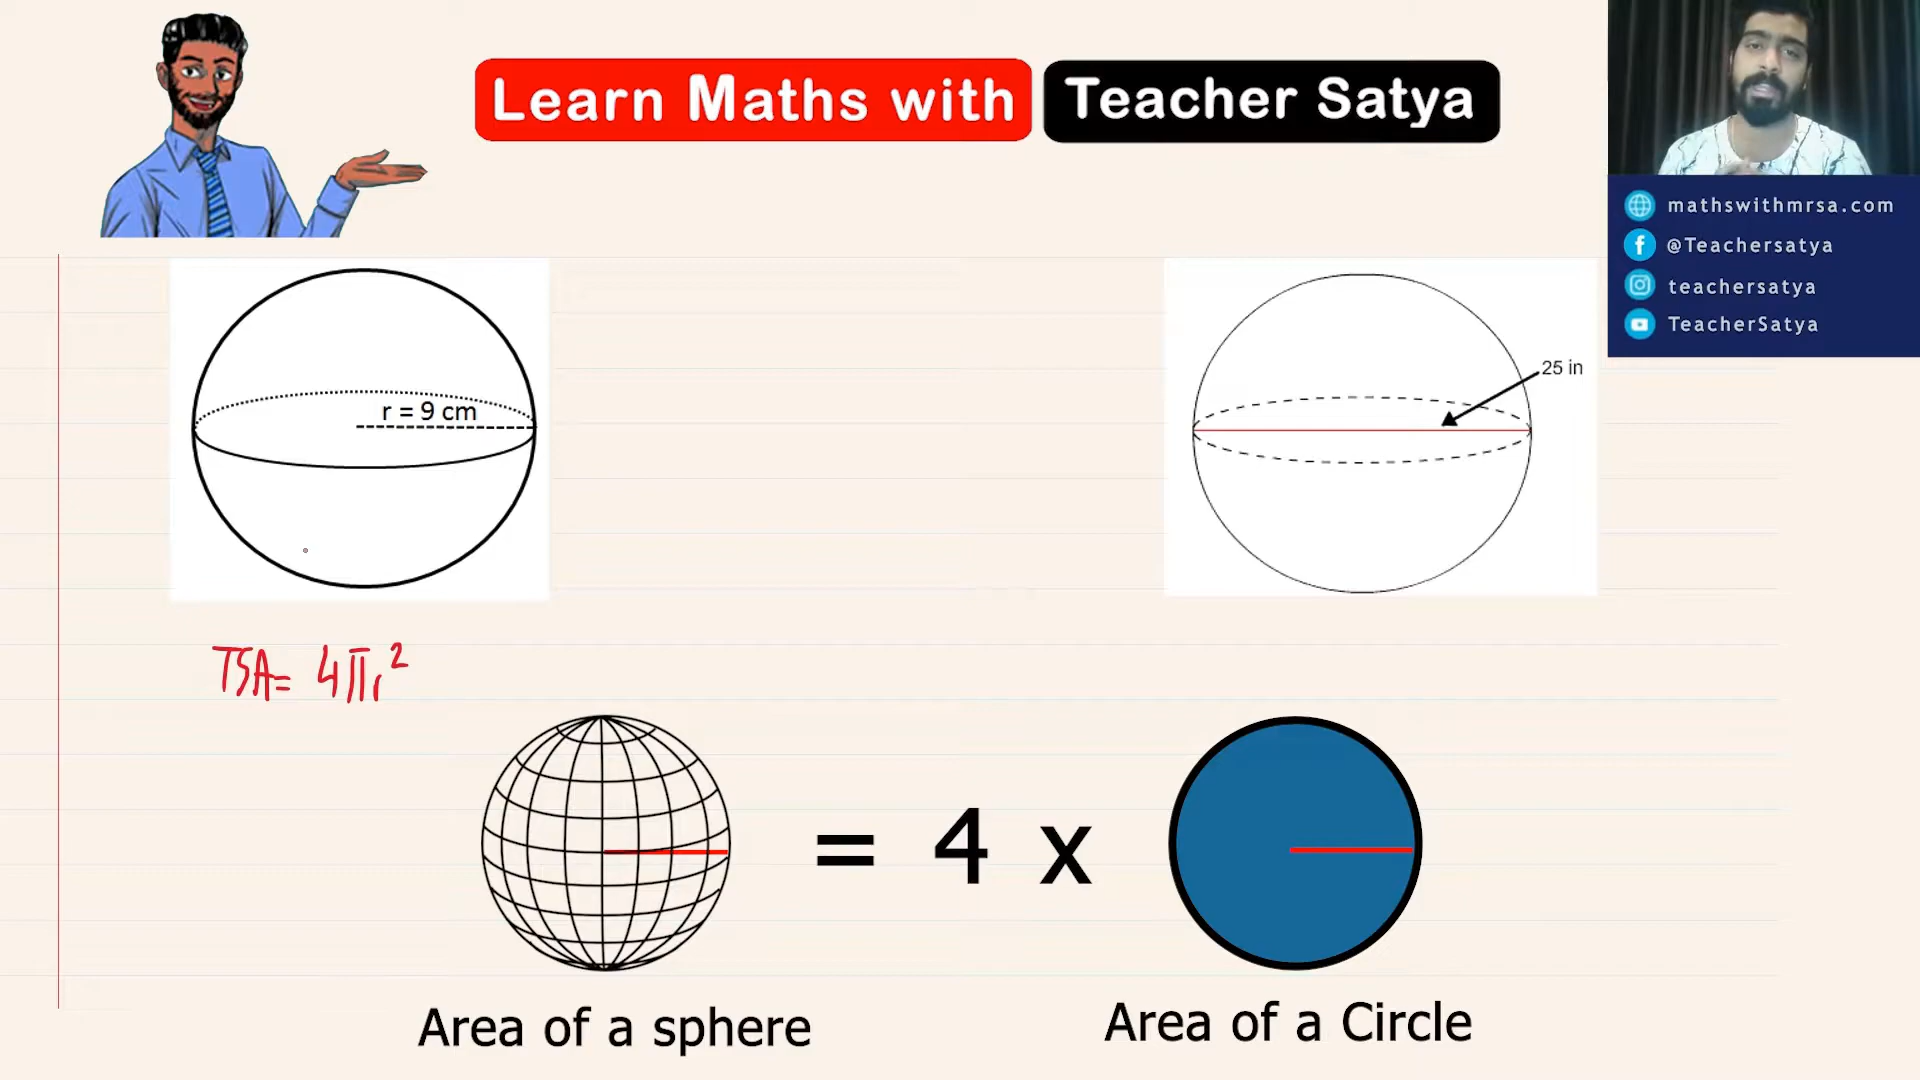 Learn Maths with Teacher Satya
mathswithmrsa.com
@Teachersatya
teachersatya
TeacherSatya
r = 9 cm
25 in
TSA= 4πr²
= 4 x
Area of a sphere
Area of a Circle